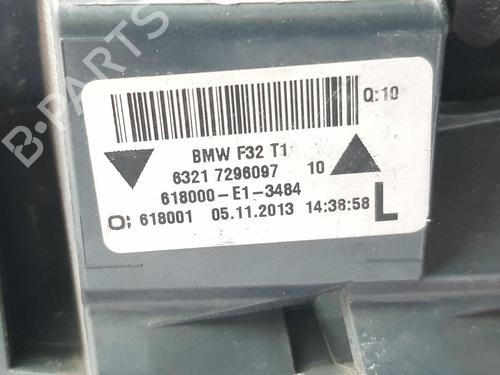 B-PARTS
Q:10
BMW F32 T1
6321 7296097 10
618000-E1-3484
O; 618001 05.11.2013 14:38:58 L